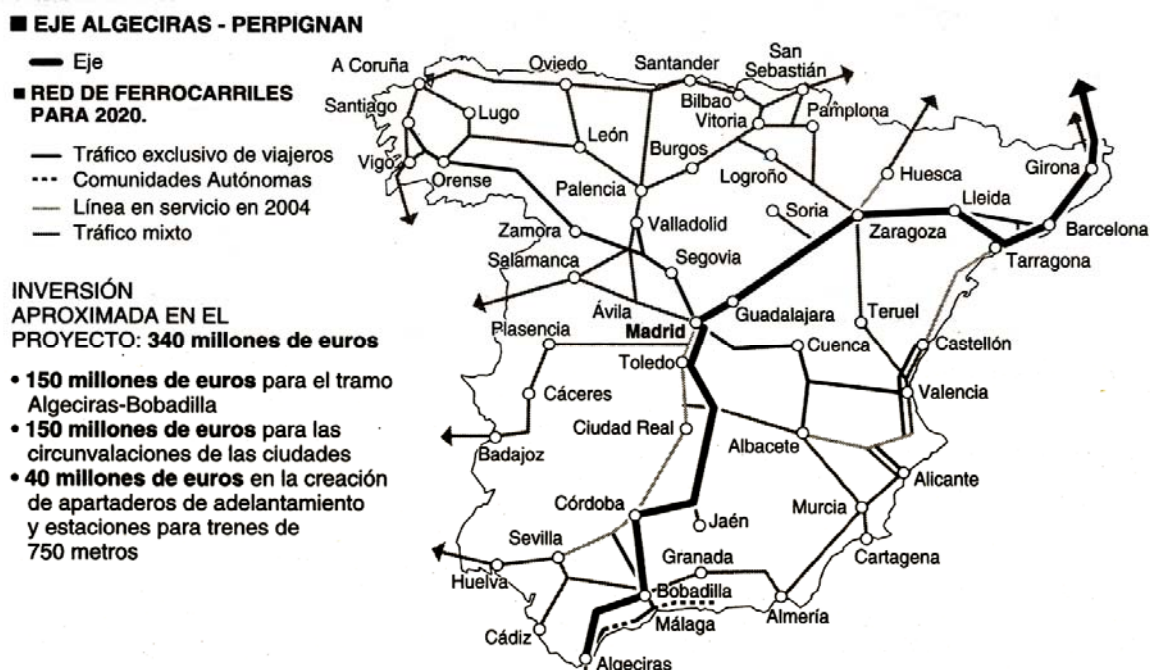 ■ EJE ALGECIRAS - PERPIGNAN
Eje
■ RED DE FERROCARRILES
PARA 2020.
Tráfico exclusivo de viajeros
Comunidades Autónomas
Línea en servicio en 2004
Tráfico mixto
INVERSIÓN
APROXIMADA EN EL
PROYECTO: 340 millones de euros
• 150 millones de euros para el tramo
Algeciras-Bobadilla
• 150 millones de euros para las
circunvalaciones de las ciudades
• 40 millones de euros en la creación
de apartaderos de adelantamiento
y estaciones para trenes de
750 metros
A Coruña
Oviedo
Santander
San
Sebastián
Santiago
Lugo
Bilbao
Vitoria
Pamplona
León
Burgos
Vigo
Orense
Palencia
Logroño
Huesca
Girona
Lleida
Soria
Valladolid
Zamora
Zaragoza
Barcelona
Salamanca
Segovia
Tarragona
Ávila
Guadalajara
Teruel
Plasencia
Madrid
Toledo
Cuenca
Castellón
Cáceres
Valencia
Ciudad Real
Albacete
Badajoz
Alicante
Córdoba
Murcia
Jaén
Sevilla
Cartagena
Granada
Huelva
Bobadilla
Málaga
Almería
Cádiz
Algeciras